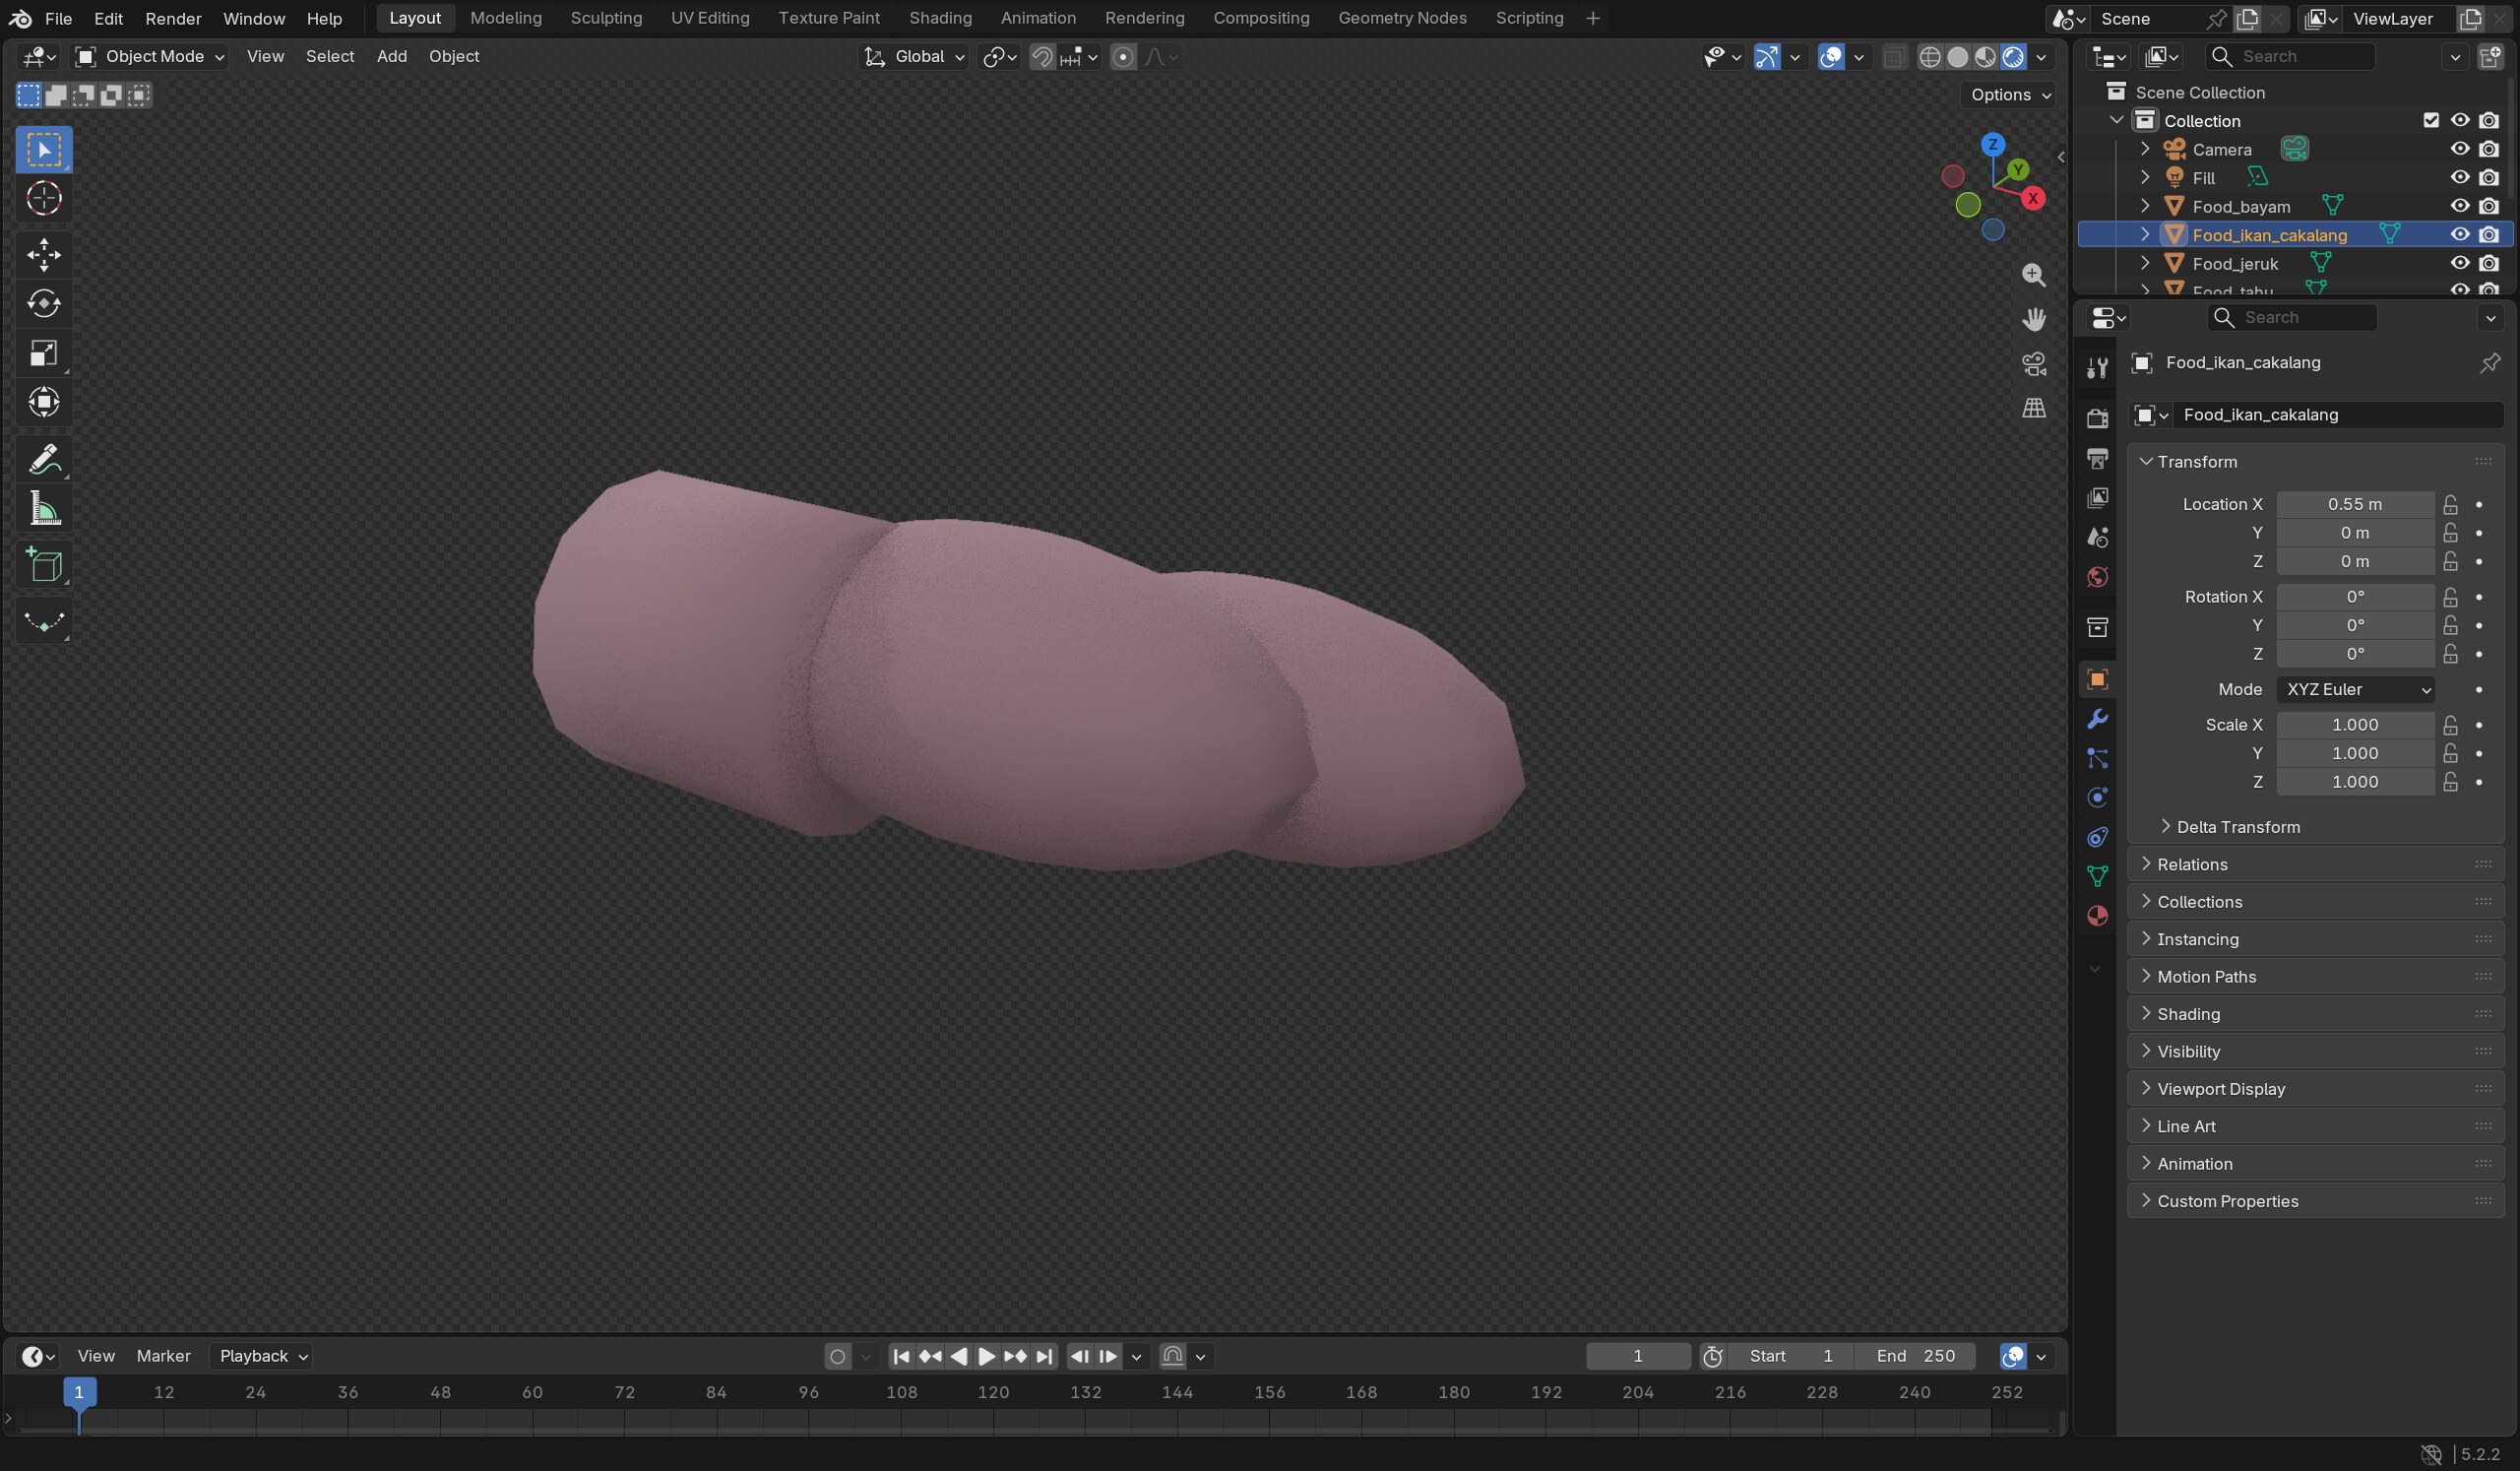 File Edit Render Window Help Layout Modeling Sculpting UV Editing Texture Paint Shading Animation Rendering Compositing Geometry Nodes Scripting + Scene ViewLayer
Object Mode View Select Add Object Global Search
Options
Z
Y
X
Scene Collection
Collection
Camera
Fill
Food_bayam
Food_ikan_cakalang
Food_jeruk
Food_tahu
Search
Food_ikan_cakalang
Food_ikan_cakalang
Transform
Location X 0.55 m
Y 0 m
Z 0 m
Rotation X 0°
Y 0°
Z 0°
Mode XYZ Euler
Scale X 1.000
Y 1.000
Z 1.000
Delta Transform
Relations
Collections
Instancing
Motion Paths
Shading
Visibility
Viewport Display
Line Art
Animation
Custom Properties
View Marker Playback 1 Start 1 End 250
1 12 24 36 48 60 72 84 96 108 120 132 144 156 168 180 192 204 216 228 240 252
5.2.2